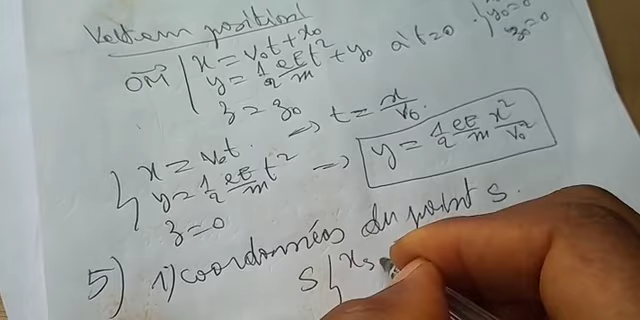 Vecteur position
x = V₀t + x₀
OM y = 1/2 eE/m t² + y₀ à t=0 y₀=0
z = z₀ z₀=0
x = V₀t. => t = x/V₀.
y = 1/2 eE/m t² => y = 1/2 eE/m x²/V₀²
z = 0
5) 1) coordonnées du point S.
S xs